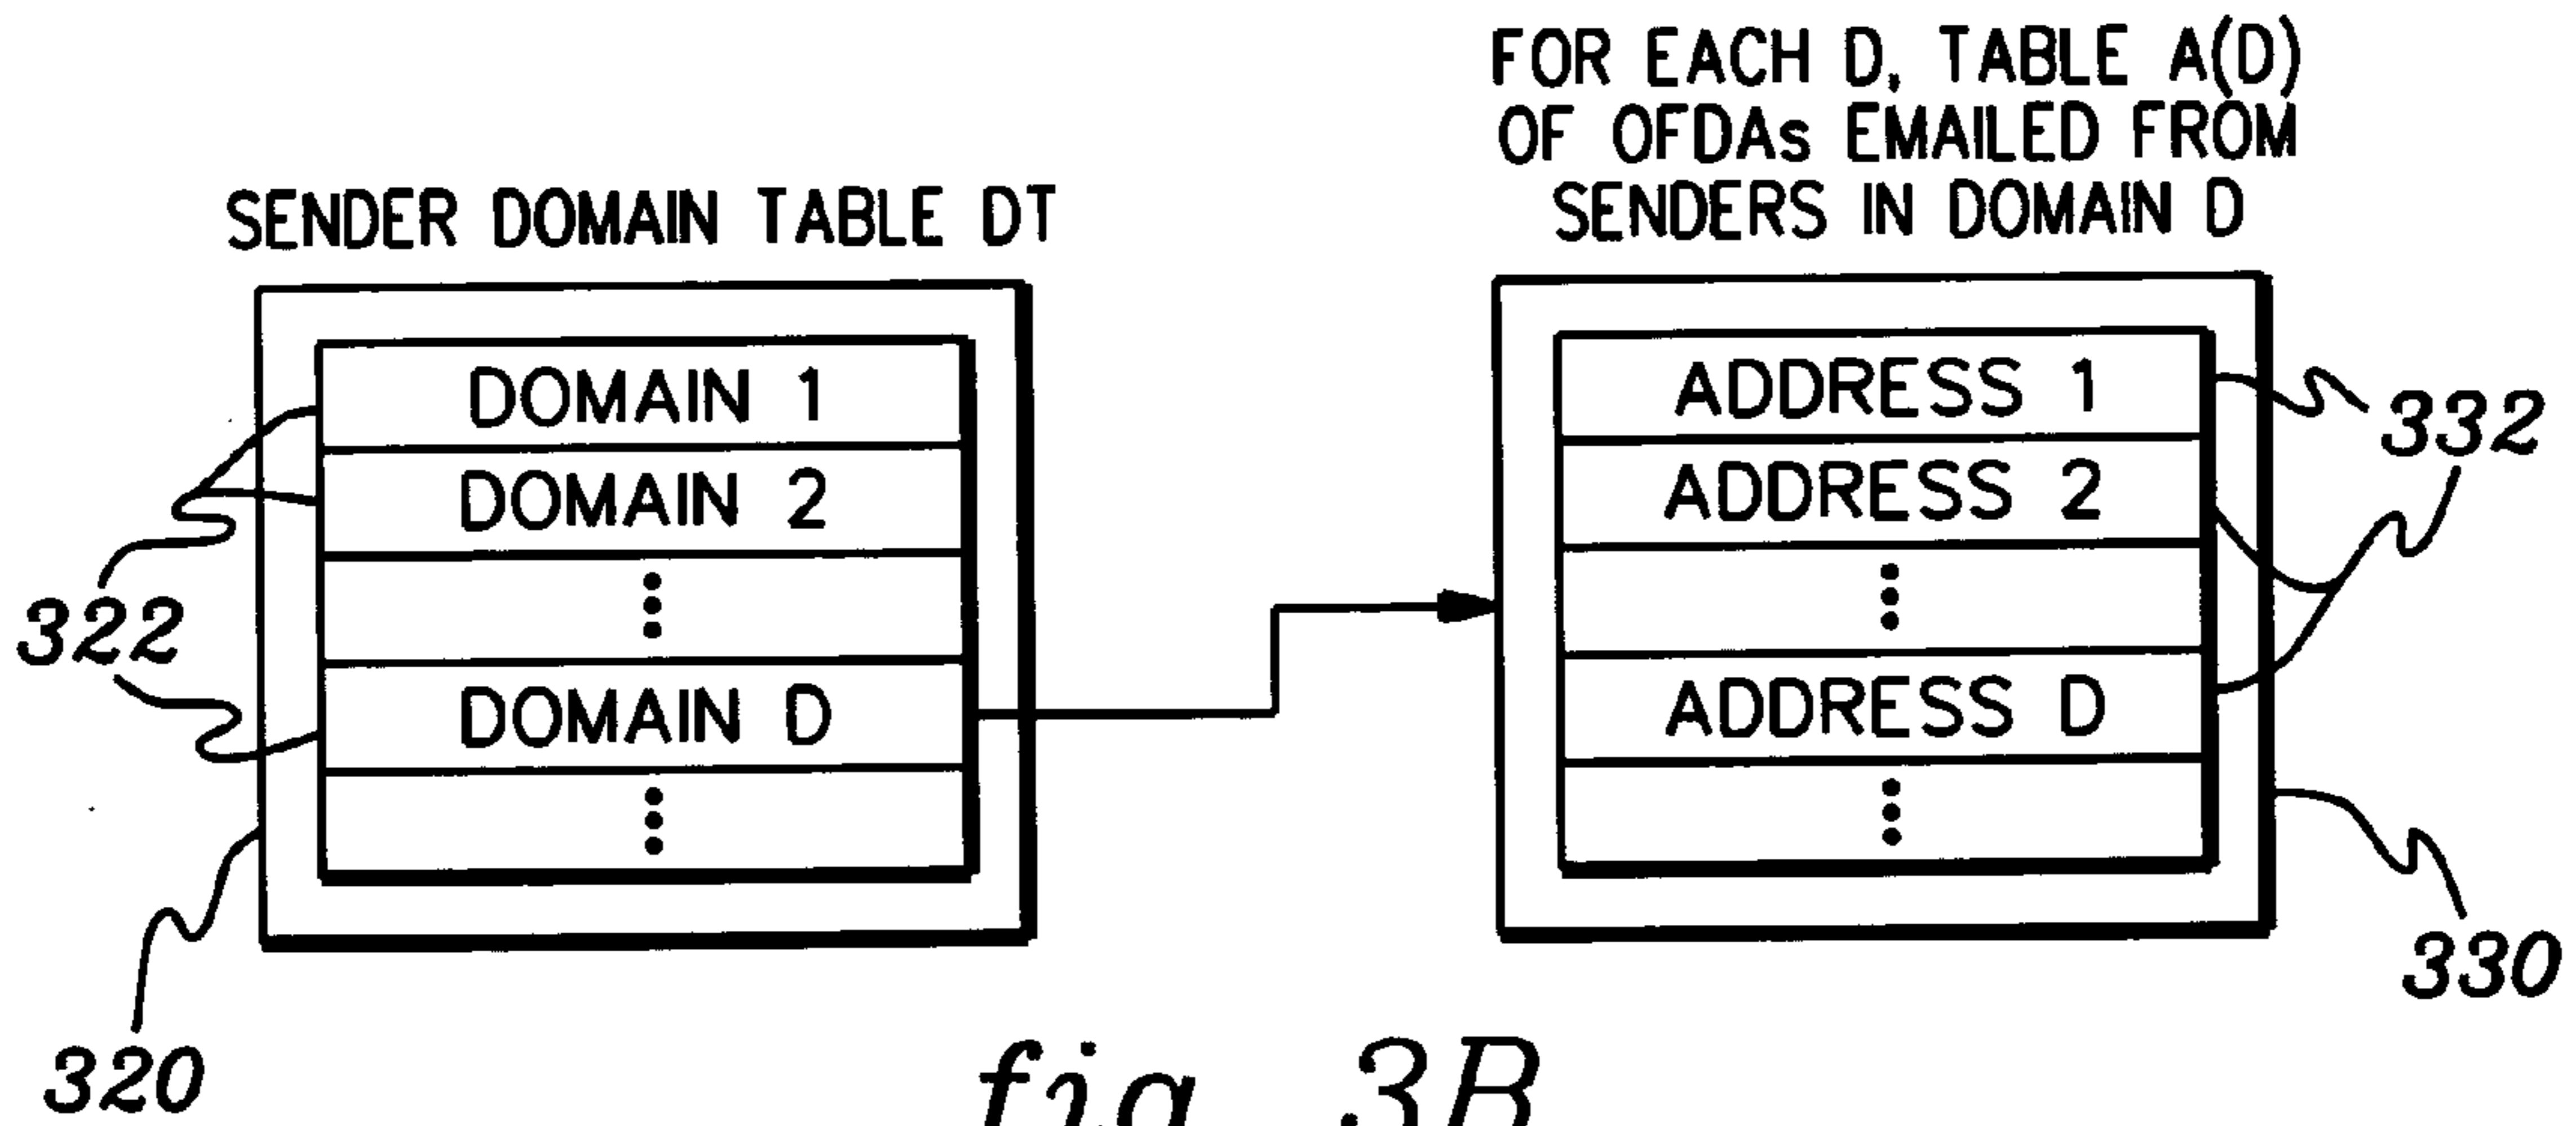 FOR EACH D, TABLE A(D)
OF OFDAs EMAILED FROM
SENDERS IN DOMAIN D
SENDER DOMAIN TABLE DT
DOMAIN 1
DOMAIN 2
DOMAIN D
322
320
ADDRESS 1
ADDRESS 2
ADDRESS D
332
330
fig. 3B